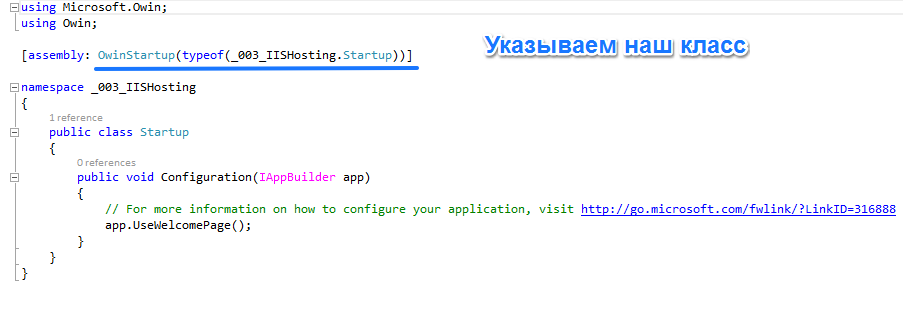 using Microsoft.Owin;
using Owin;
[assembly: OwinStartup(typeof(_003_IISHosting.Startup))]
Указываем наш класс
namespace _003_IISHosting
{
1 reference
public class Startup
{
0 references
public void Configuration(IAppBuilder app)
{
// For more information on how to configure your application, visit http://go.microsoft.com/fwlink/?LinkID=316888
app.UseWelcomePage();
}
}
}